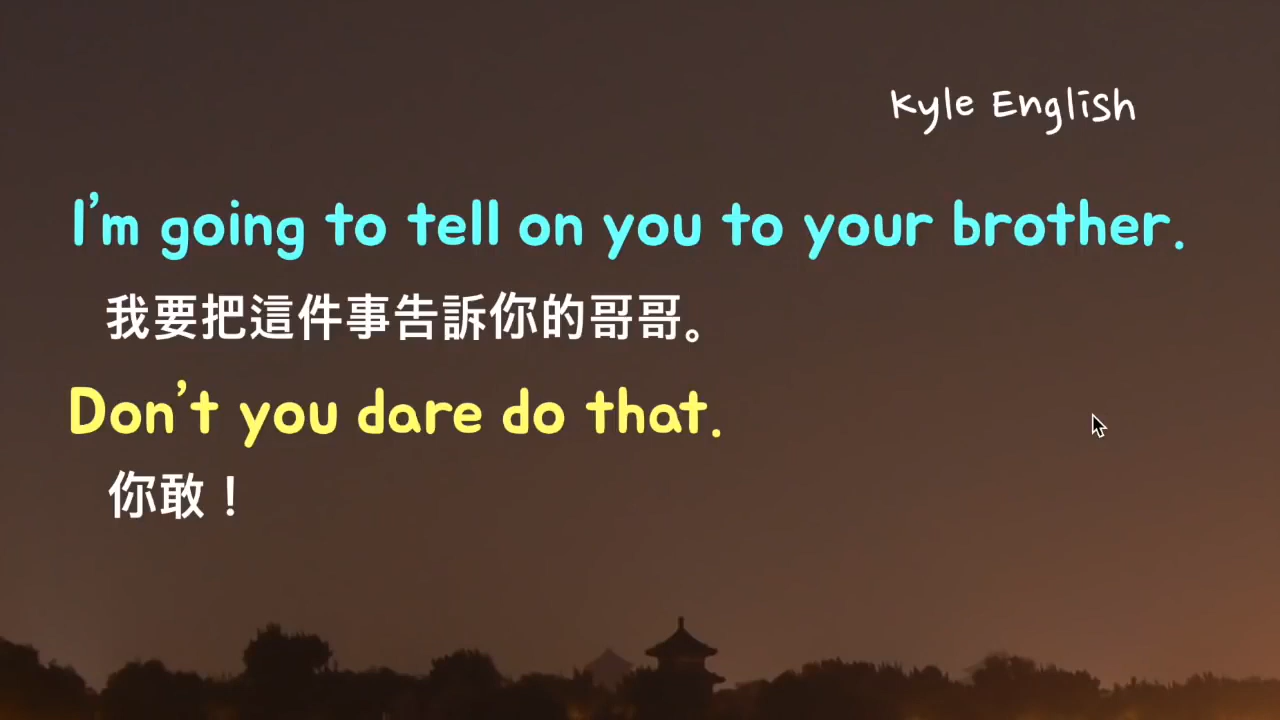 Kyle English
I'm going to tell on you to your brother.
我要把這件事告訴你的哥哥。
Don't you dare do that.
你敢！